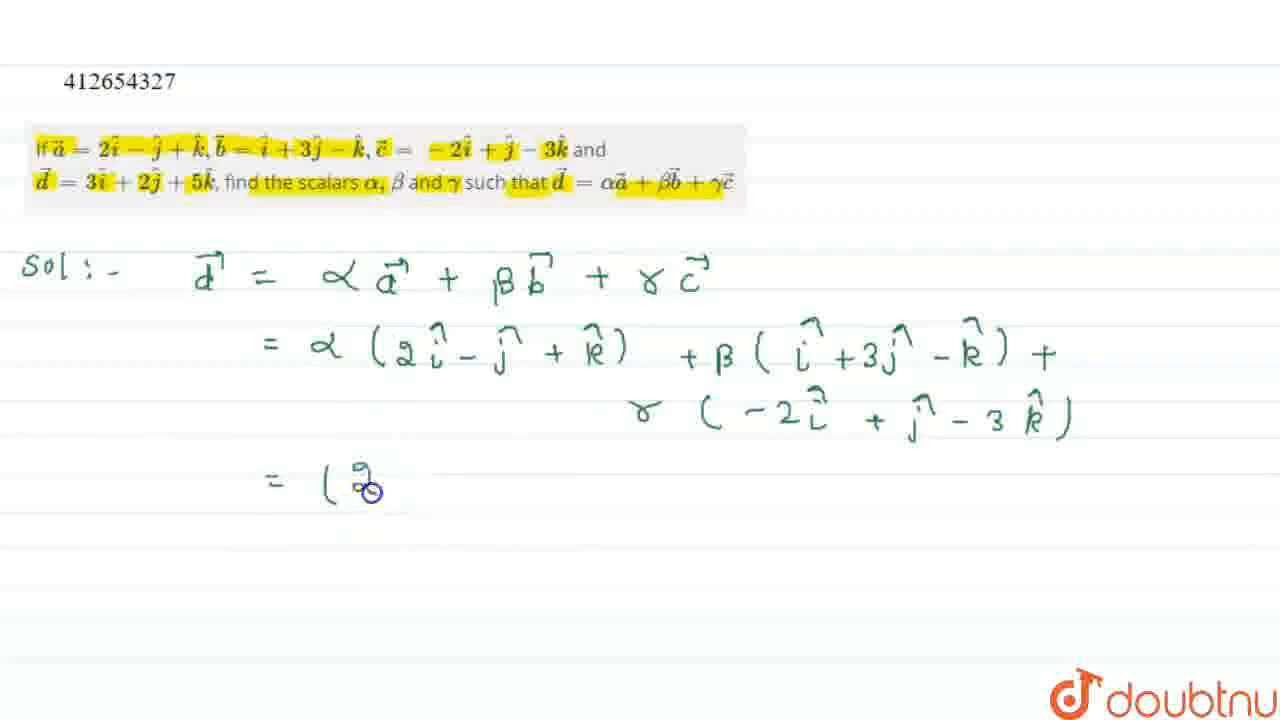 412654327
If a⃗ = 2î − ĵ + k̂, b⃗ = î + 3ĵ − k̂, c⃗ = −2î + ĵ − 3k̂ and
d⃗ = 3î + 2ĵ + 5k̂, find the scalars α, β and γ such that d⃗ = αa⃗ + βb⃗ + γc⃗
Sol :- d⃗ = α a⃗ + β b⃗ + γ c⃗
= α (2î − ĵ + k̂) + β (î + 3ĵ − k̂) +
γ (−2î + ĵ − 3k̂)
= (2
doubtnut